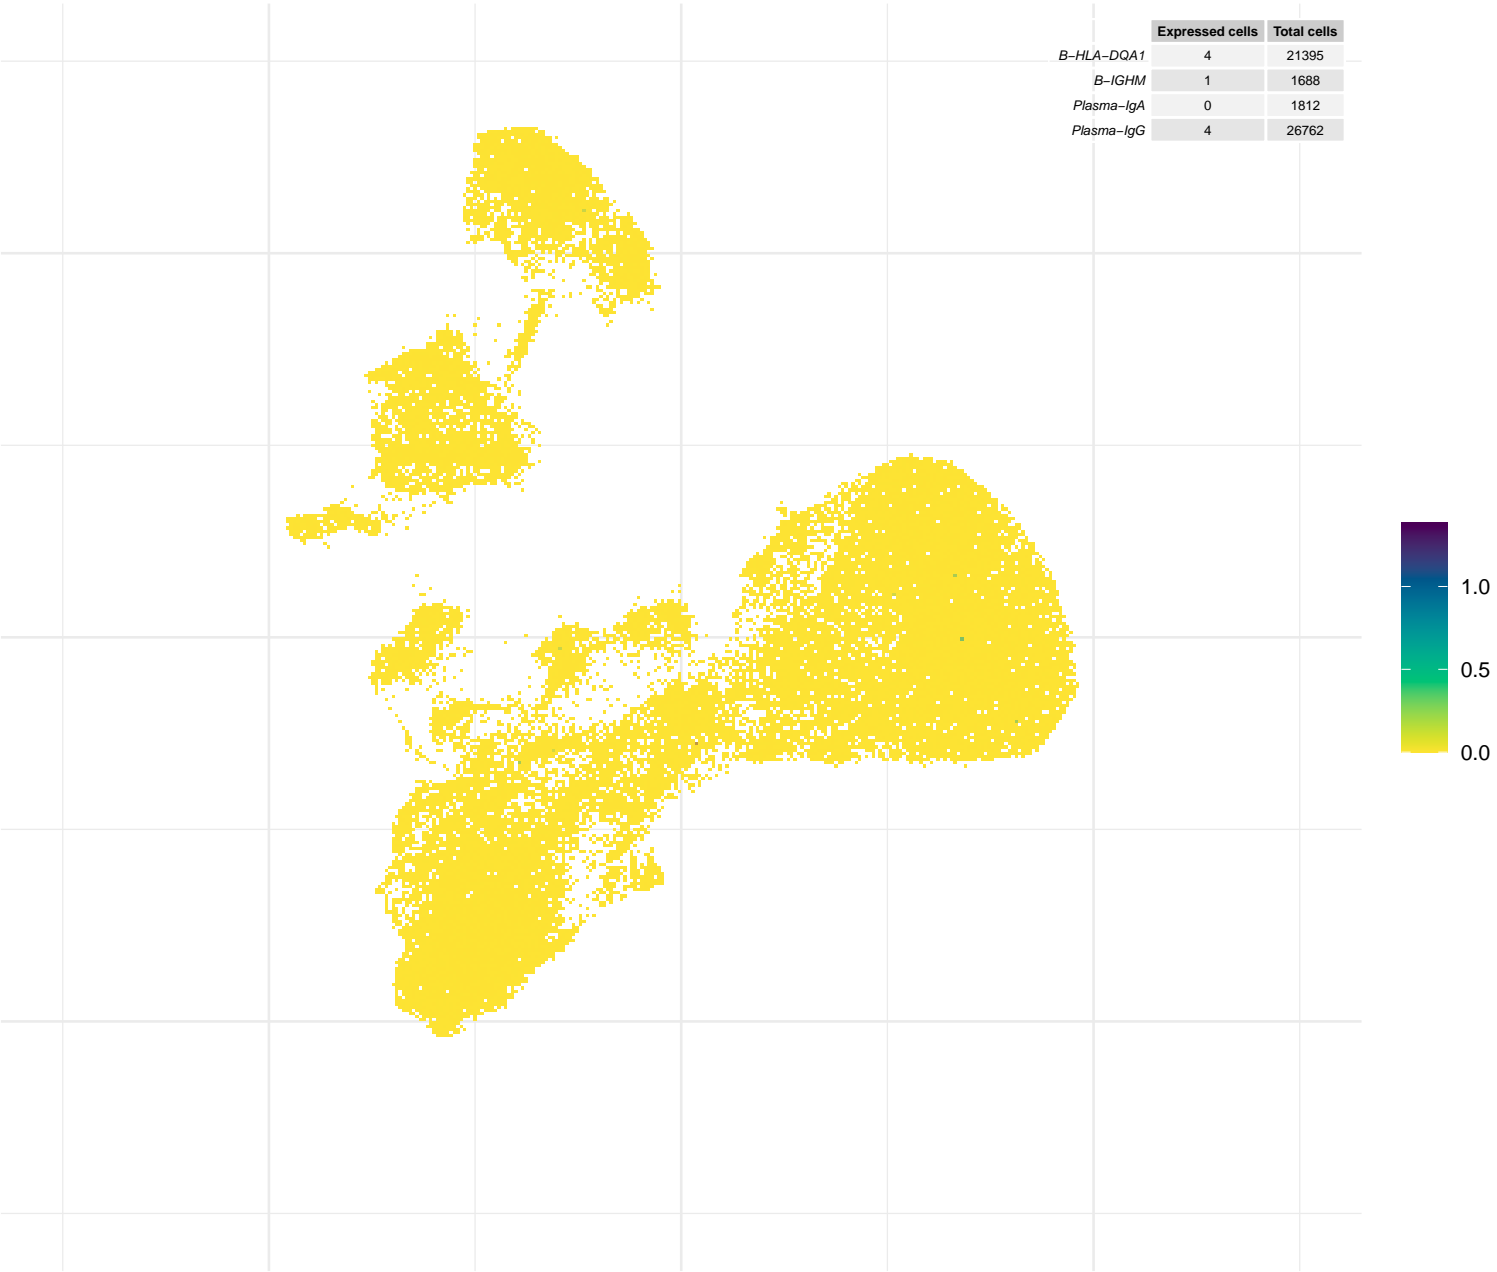 Expressed cells Total cells
B−HLA−DQA1 4 21395
B−IGHM 1 1688
Plasma−IgA 0 1812
Plasma−IgG 4 26762
1.0
0.5
0.0